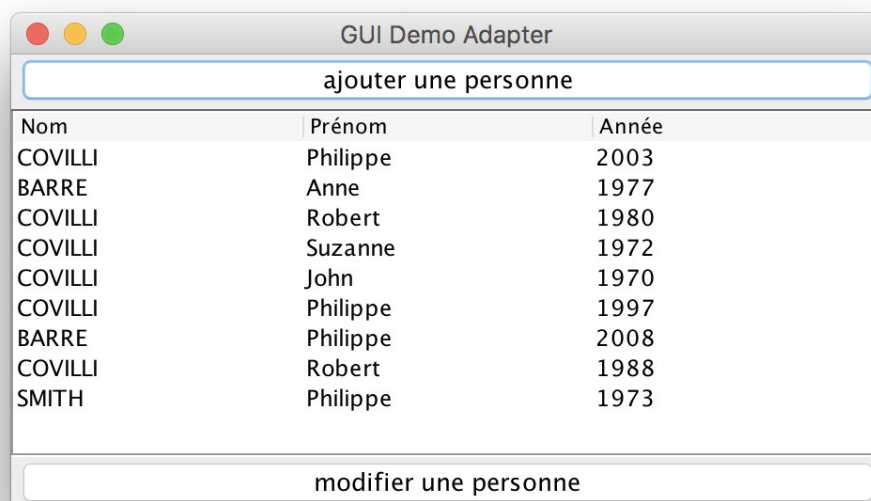 GUI Demo Adapter
ajouter une personne
Nom Prénom Année
COVILLI Philippe 2003
BARRE Anne 1977
COVILLI Robert 1980
COVILLI Suzanne 1972
COVILLI John 1970
COVILLI Philippe 1997
BARRE Philippe 2008
COVILLI Robert 1988
SMITH Philippe 1973
modifier une personne